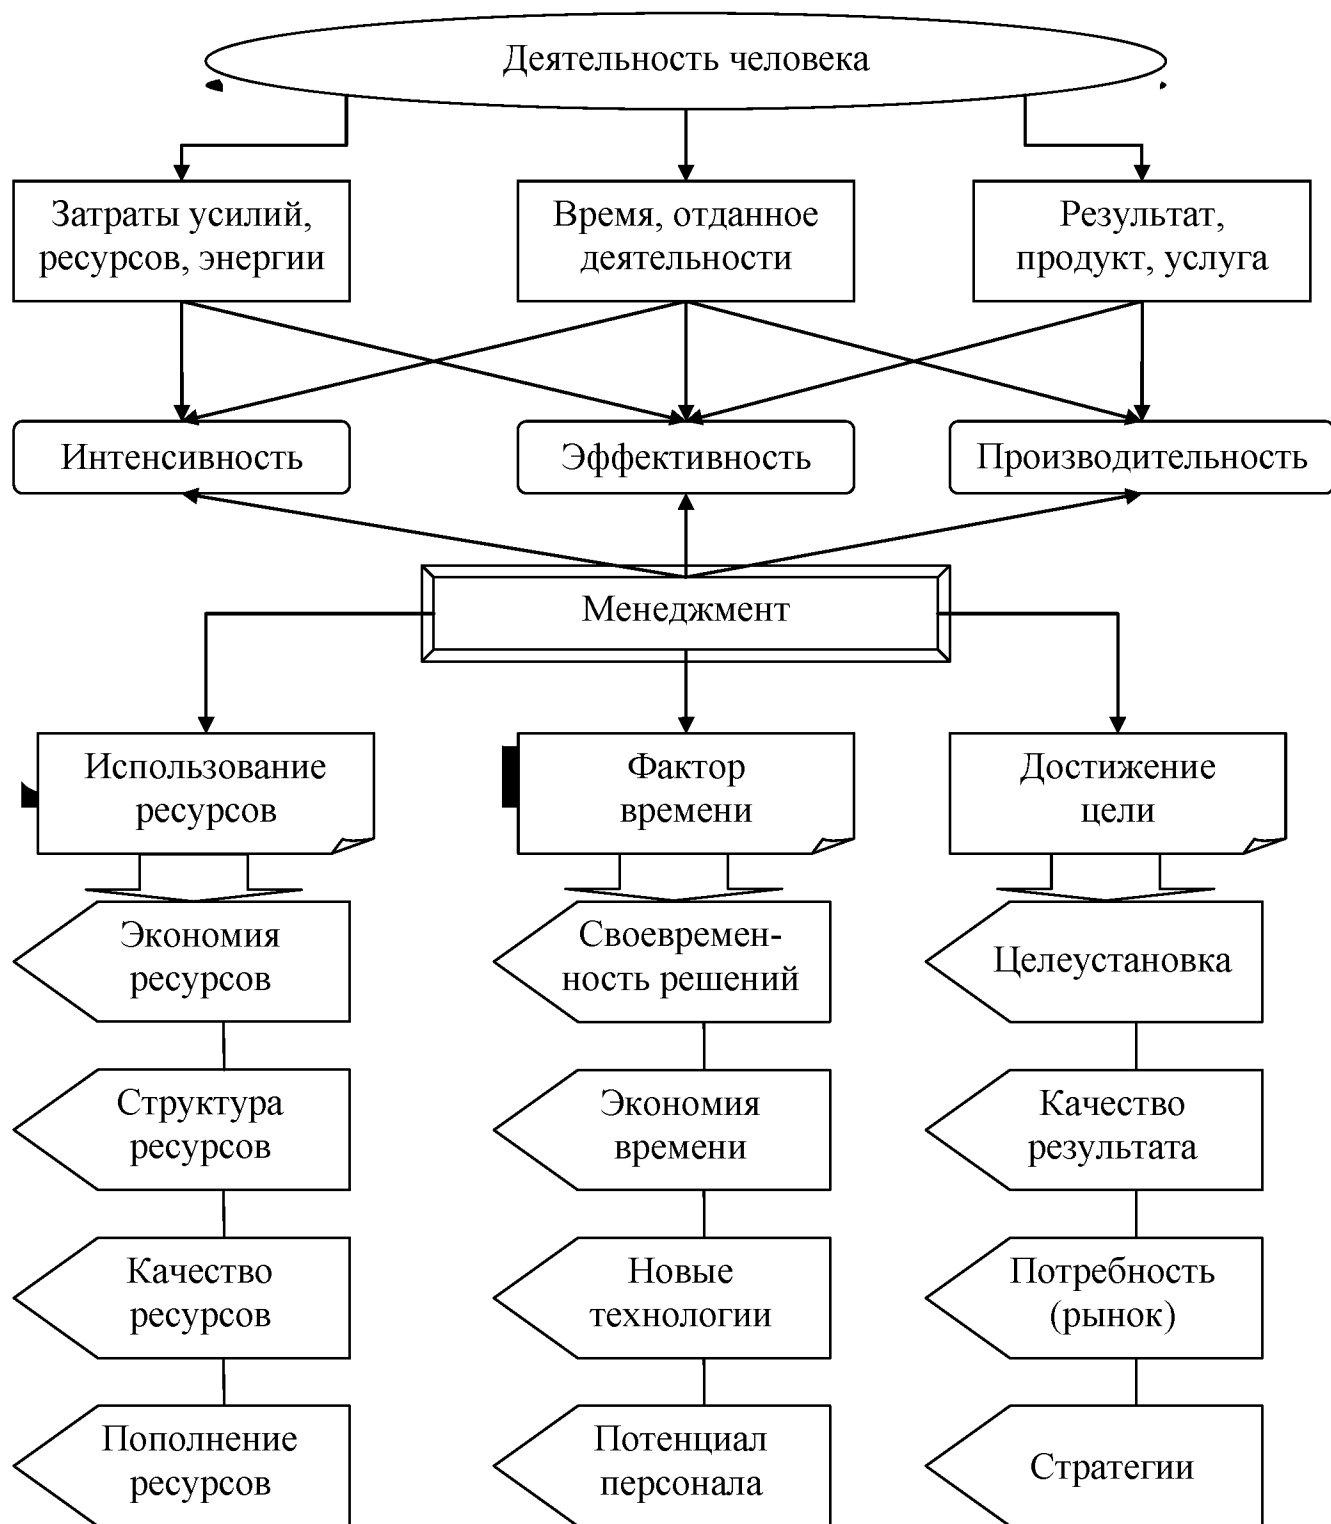 Деятельность человека
Затраты усилий,
ресурсов, энергии
Время, отданное
деятельности
Результат,
продукт, услуга
Интенсивность
Эффективность
Производительность
Менеджмент
Использование
ресурсов
Фактор
времени
Достижение
цели
Экономия
ресурсов
Своевремен-
ность решений
Целеустановка
Структура
ресурсов
Экономия
времени
Качество
результата
Качество
ресурсов
Новые
технологии
Потребность
(рынок)
Пополнение
ресурсов
Потенциал
персонала
Стратегии